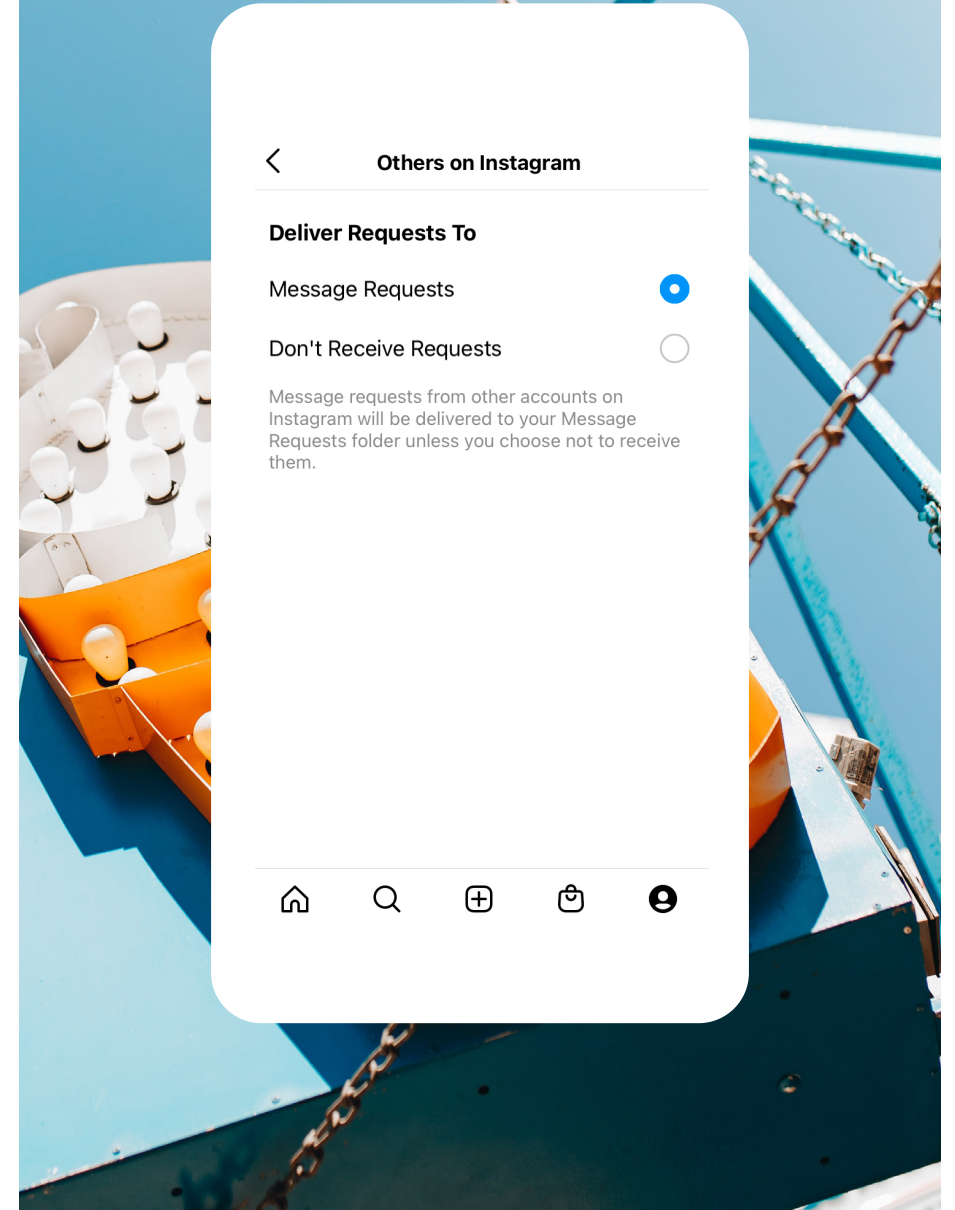 Others on Instagram
Deliver Requests To
Message Requests
Don't Receive Requests
Message requests from other accounts on
Instagram will be delivered to your Message
Requests folder unless you choose not to receive
them.